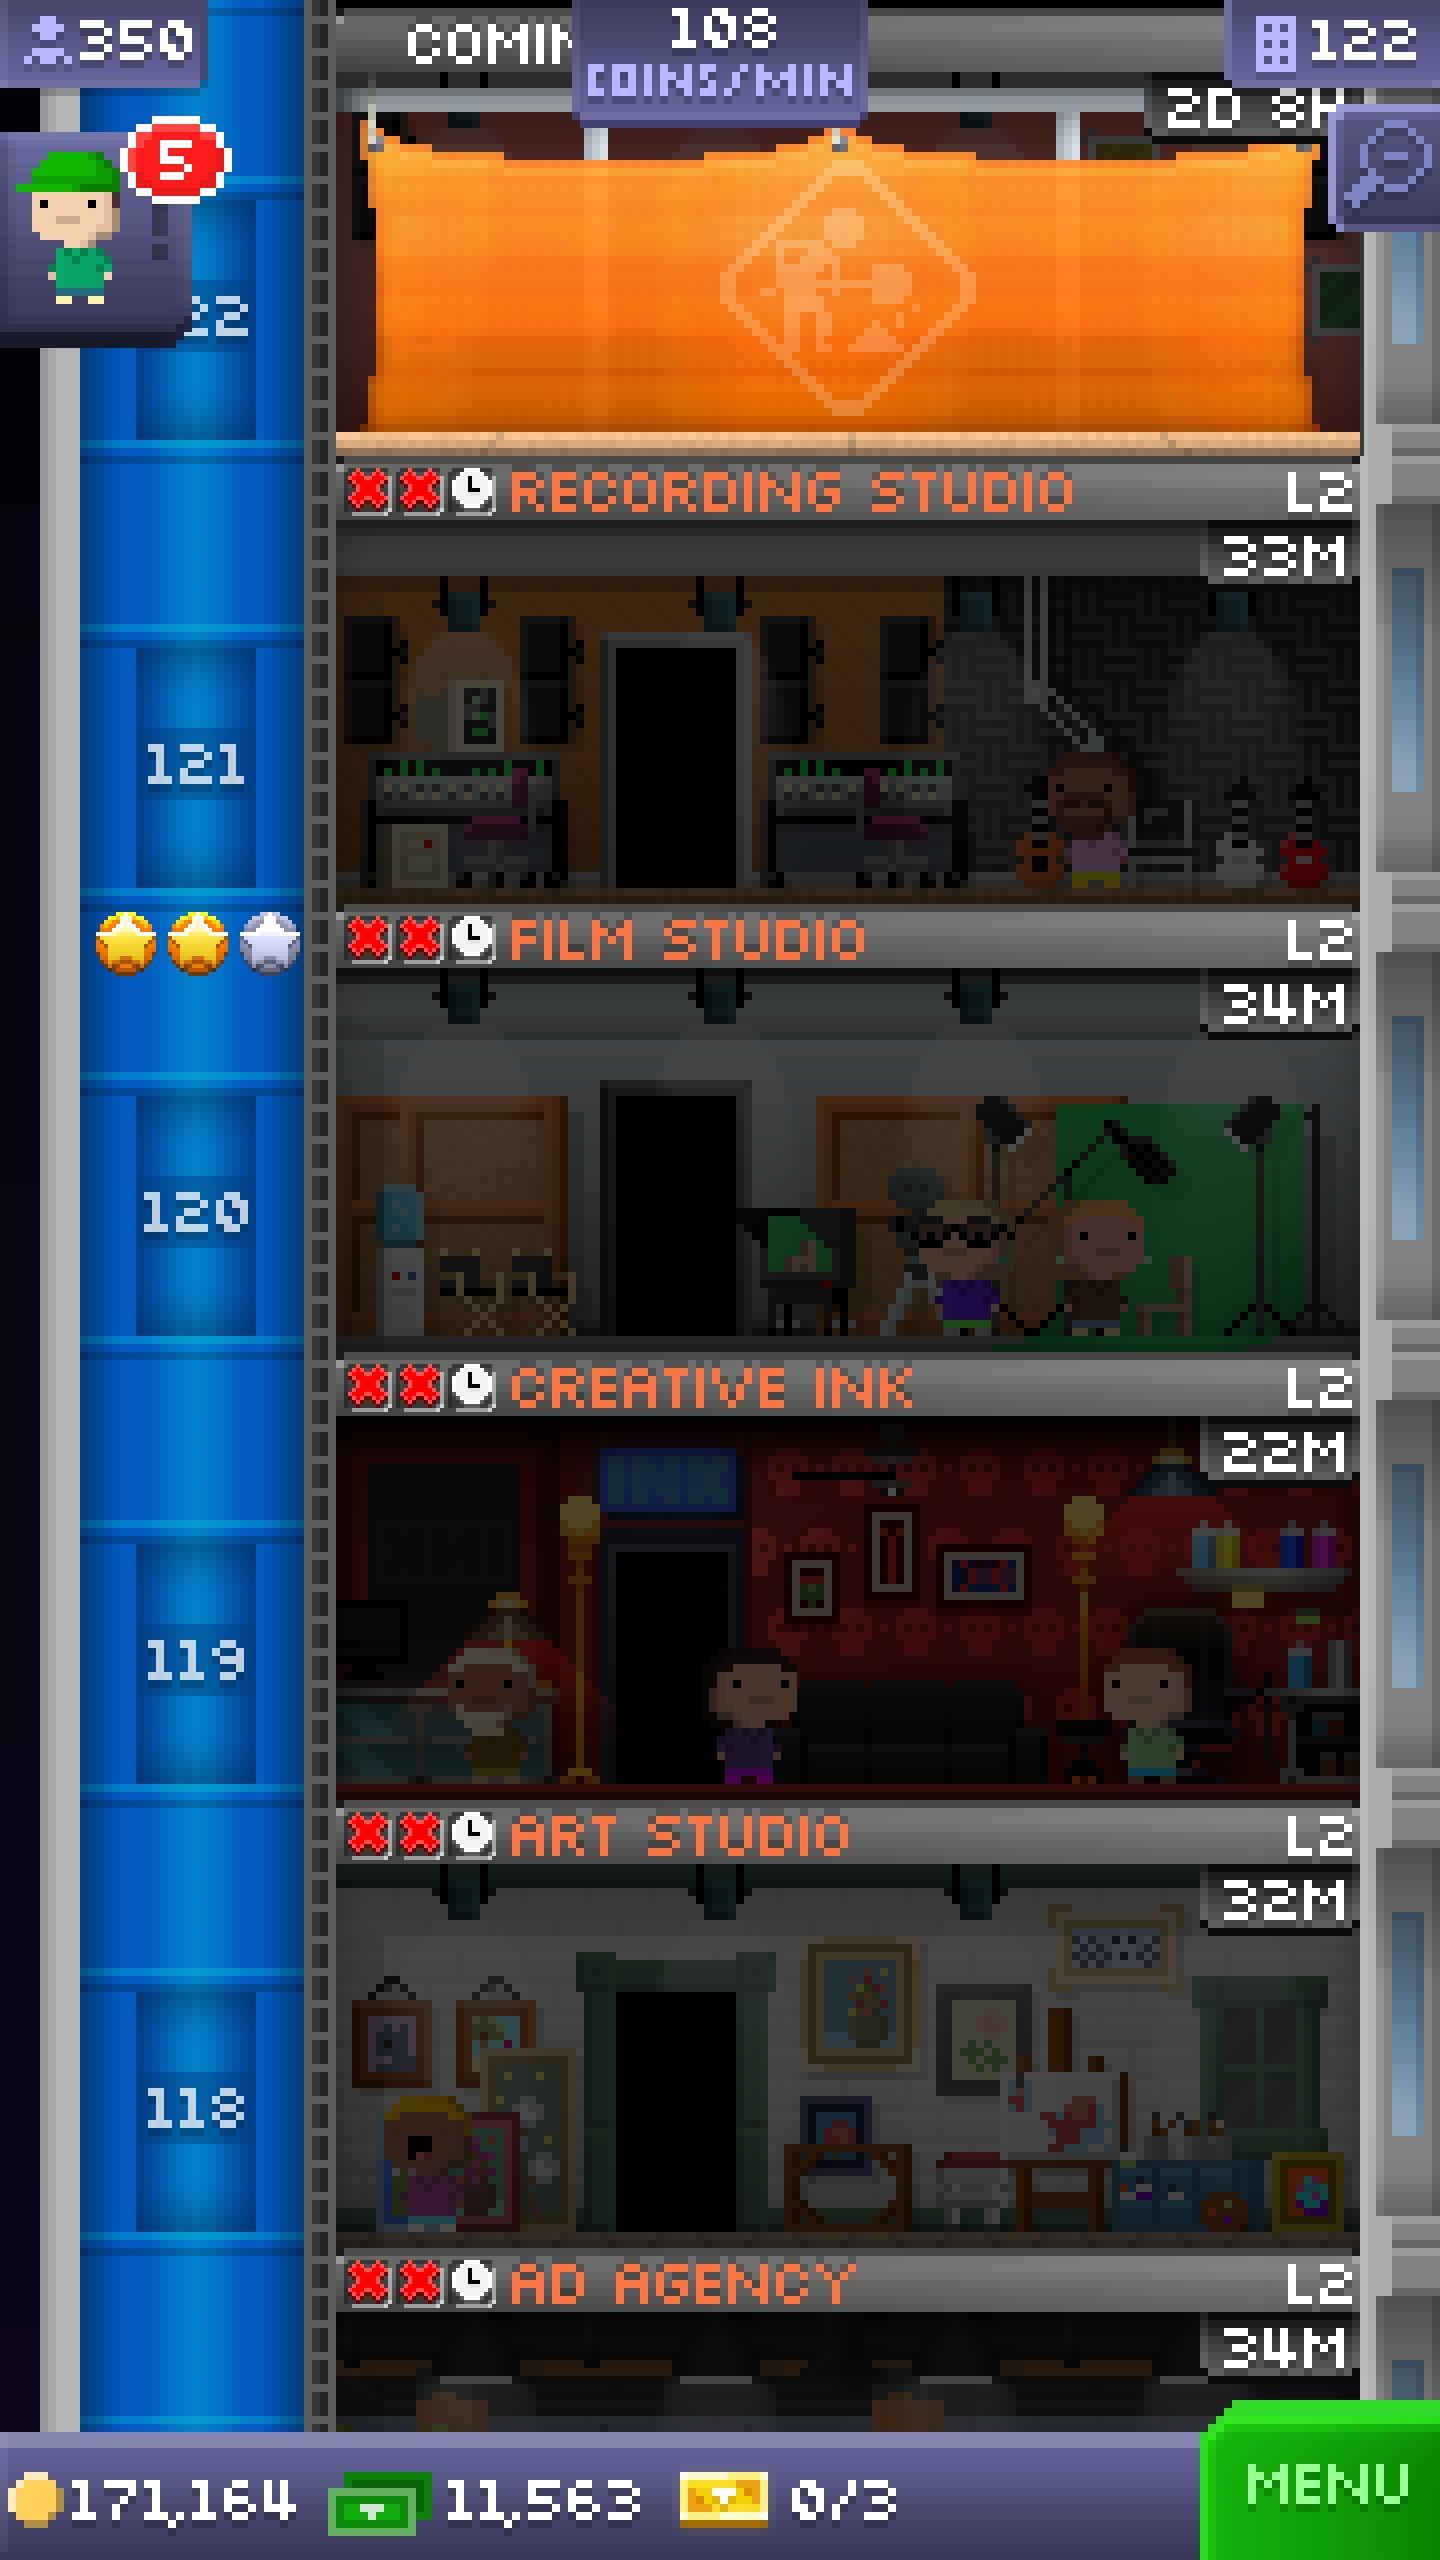 350
COMIN
108
COINS/MIN
122
2D 8H
5
22
RECORDING STUDIO L2
33M
121
FILM STUDIO L2
34M
120
CREATIVE INK L2
22M
INK
119
ART STUDIO L2
32M
118
AD AGENCY L2
34M
171,164 11,563 0/3
MENU